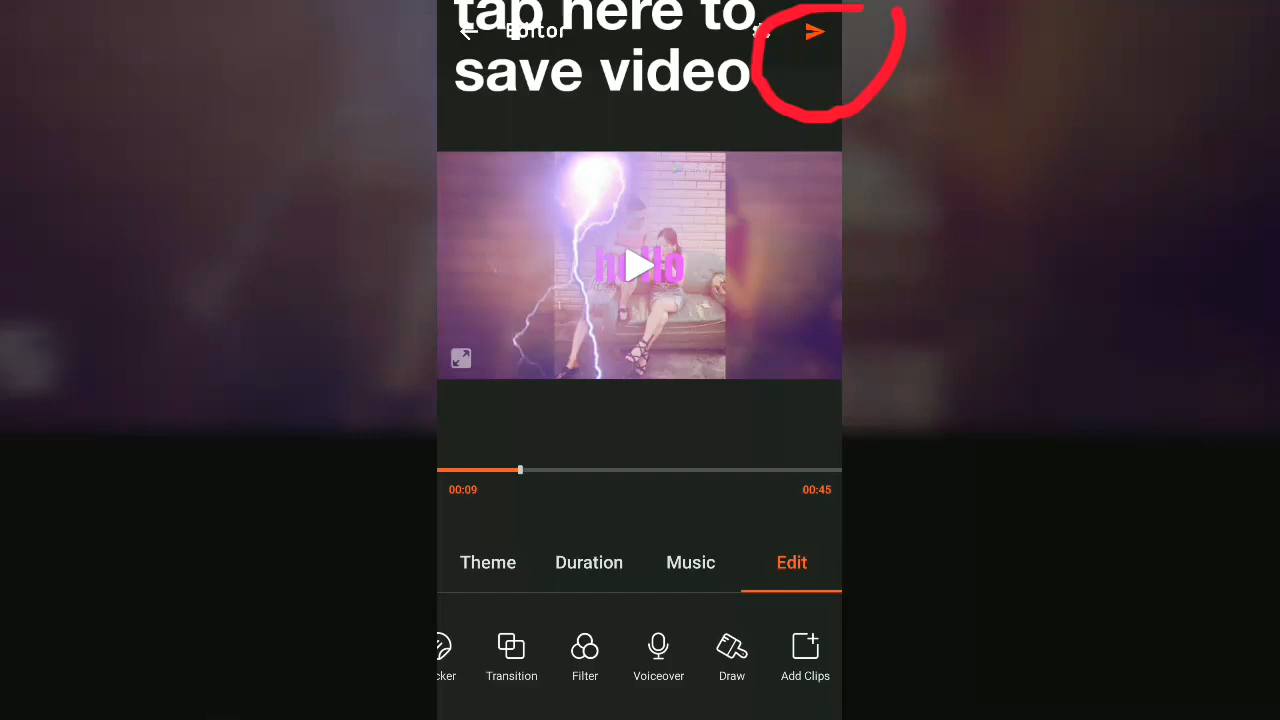 tap here to
Editor
save video
hello
00:09 00:45
Theme Duration Music Edit
cker Transition Filter Voiceover Draw Add Clips